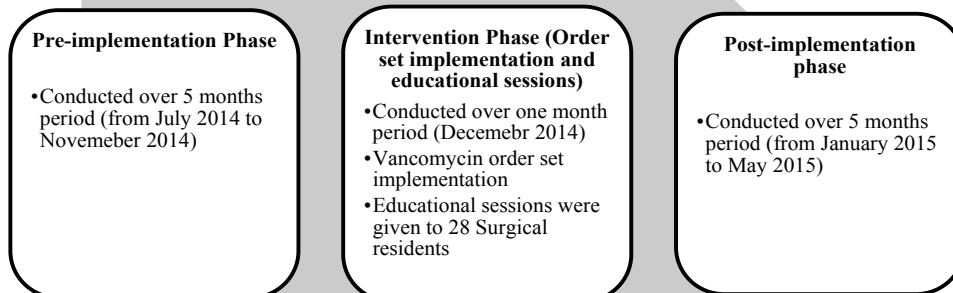 Pre-implementation Phase
•Conducted over 5 months
period (from July 2014 to
Novemeber 2014)
Intervention Phase (Order
set implementation and
educational sessions)
•Conducted over one month
period (Decemebr 2014)
•Vancomycin order set
implementation
•Educational sessions were
given to 28 Surgical
residents
Post-implementation
phase
•Conducted over 5 months
period (from January 2015
to May 2015)